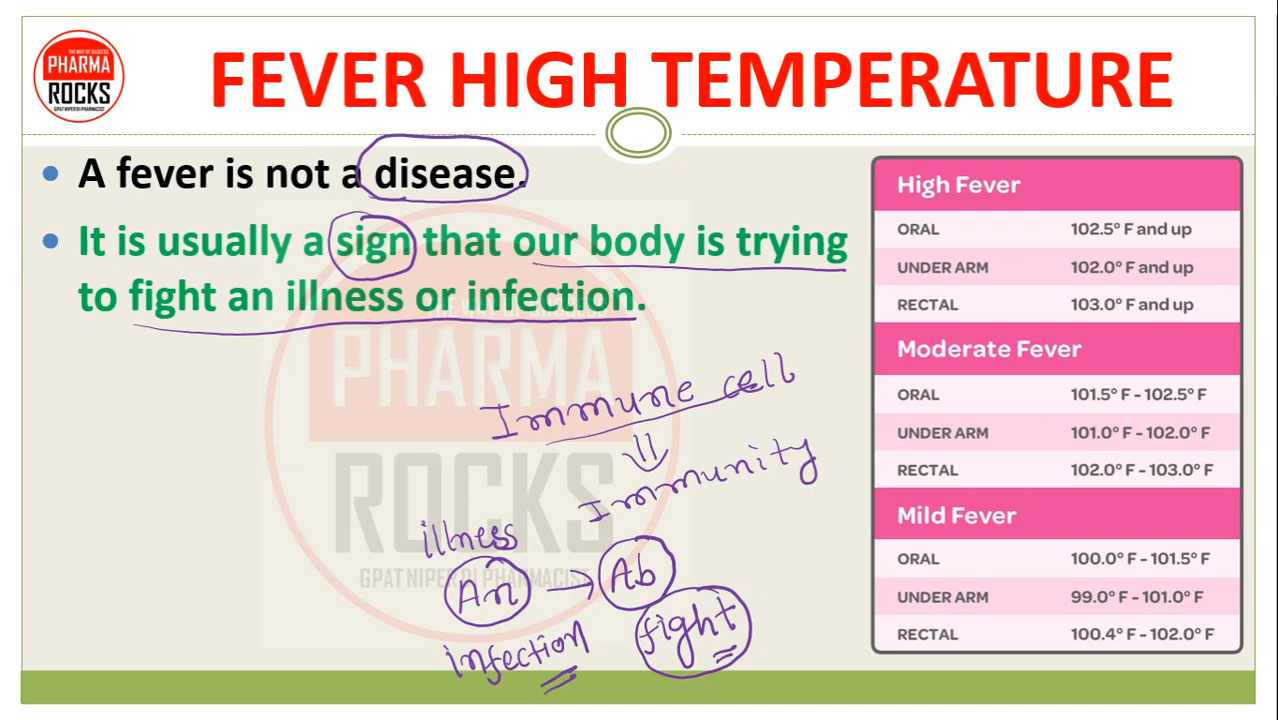 THE WAY OF SUCCESS
PHARMA
ROCKS
GPAT NIPER DI PHARMACIST
FEVER HIGH TEMPERATURE
• A fever is not a disease.
• It is usually a sign that our body is trying
to fight an illness or infection.
THE WAY OF SUCCESS
PHARMA
ROCKS
GPAT NIPER DI PHARMACIST
Immune cell
Immunity
illness
An → Ab
infection
fight
High Fever
ORAL 102.5° F and up
UNDER ARM 102.0° F and up
RECTAL 103.0° F and up
Moderate Fever
ORAL 101.5° F - 102.5° F
UNDER ARM 101.0° F - 102.0° F
RECTAL 102.0° F - 103.0° F
Mild Fever
ORAL 100.0° F - 101.5° F
UNDER ARM 99.0° F - 101.0° F
RECTAL 100.4° F - 102.0° F